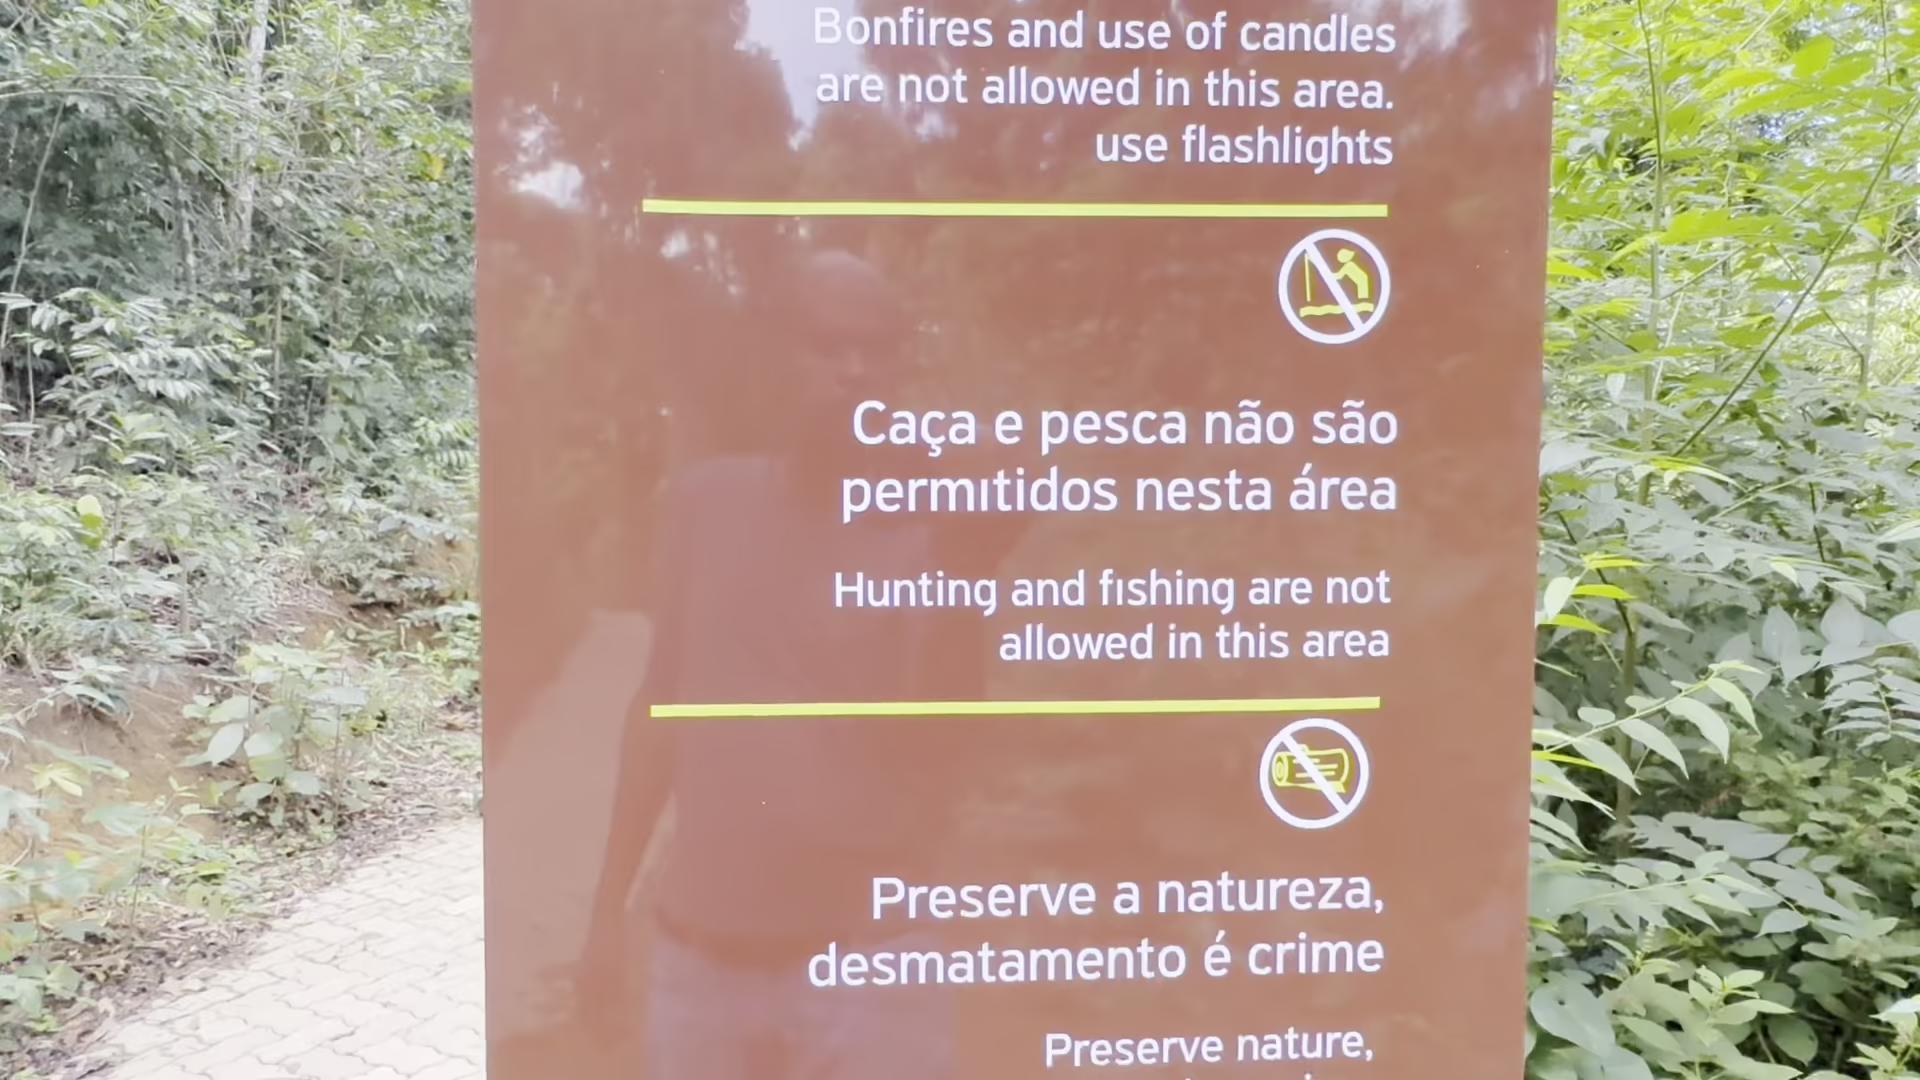 Bonfires and use of candles
are not allowed in this area.
use flashlights
Caça e pesca não são
permitidos nesta área
Hunting and fishing are not
allowed in this area
Preserve a natureza,
desmatamento é crime
Preserve nature,